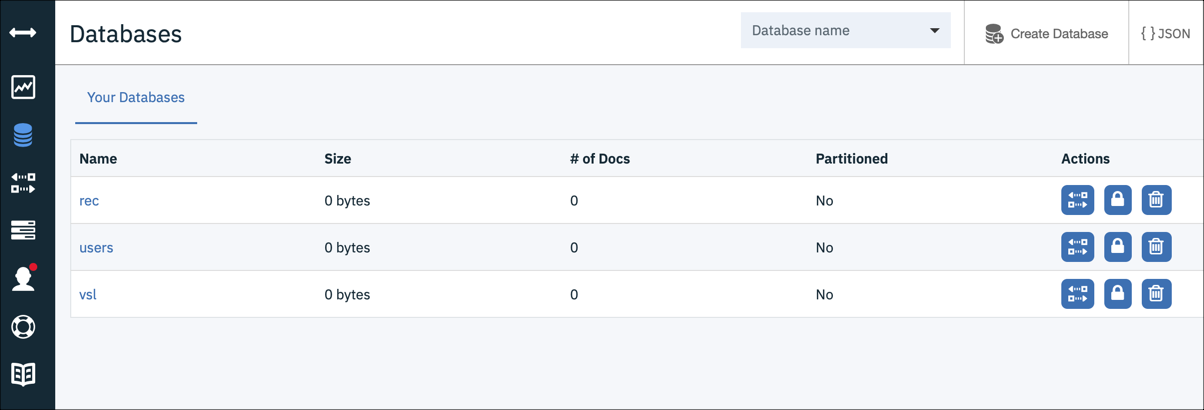 Databases
Database name
Create Database
{ } JSON
Your Databases
Name Size # of Docs Partitioned Actions
rec 0 bytes 0 No
users 0 bytes 0 No
vsl 0 bytes 0 No